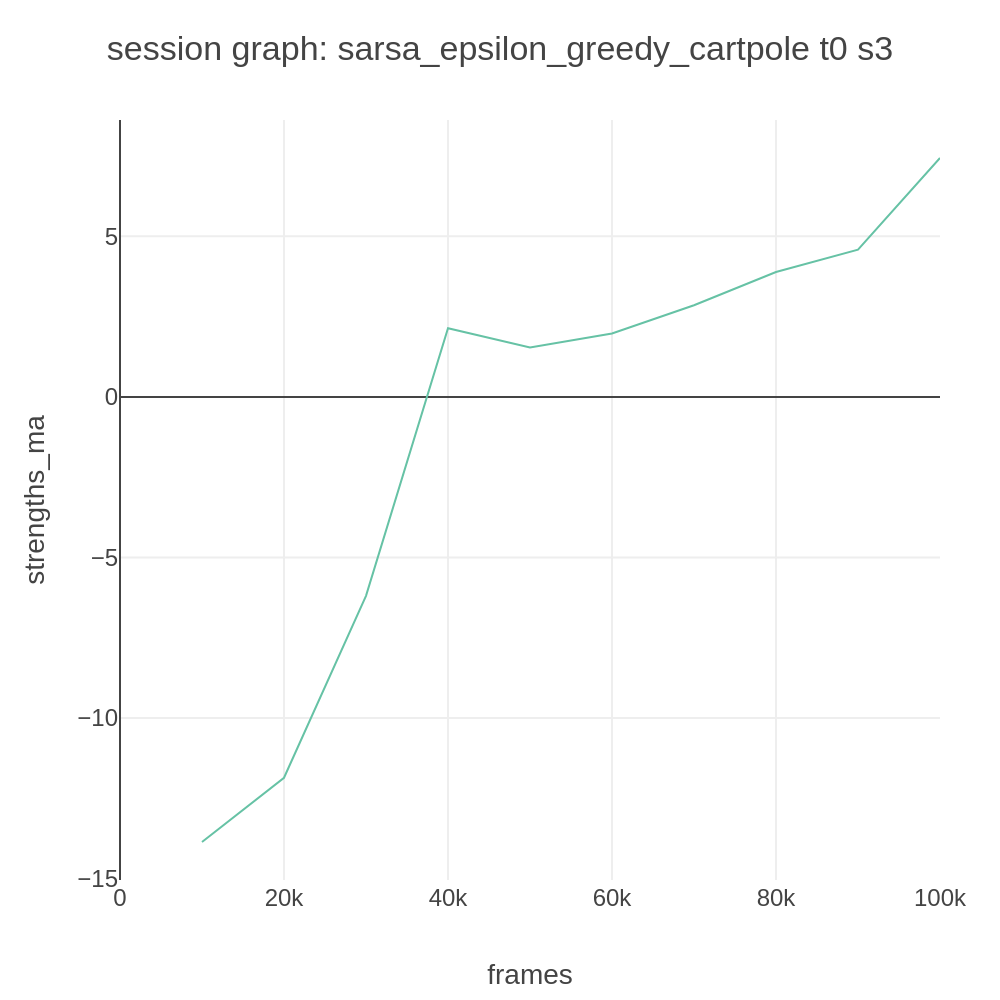 session graph: sarsa_epsilon_greedy_cartpole t0 s3
strengths_ma
5
0
−5
−10
−15
0
20k
40k
60k
80k
100k
frames